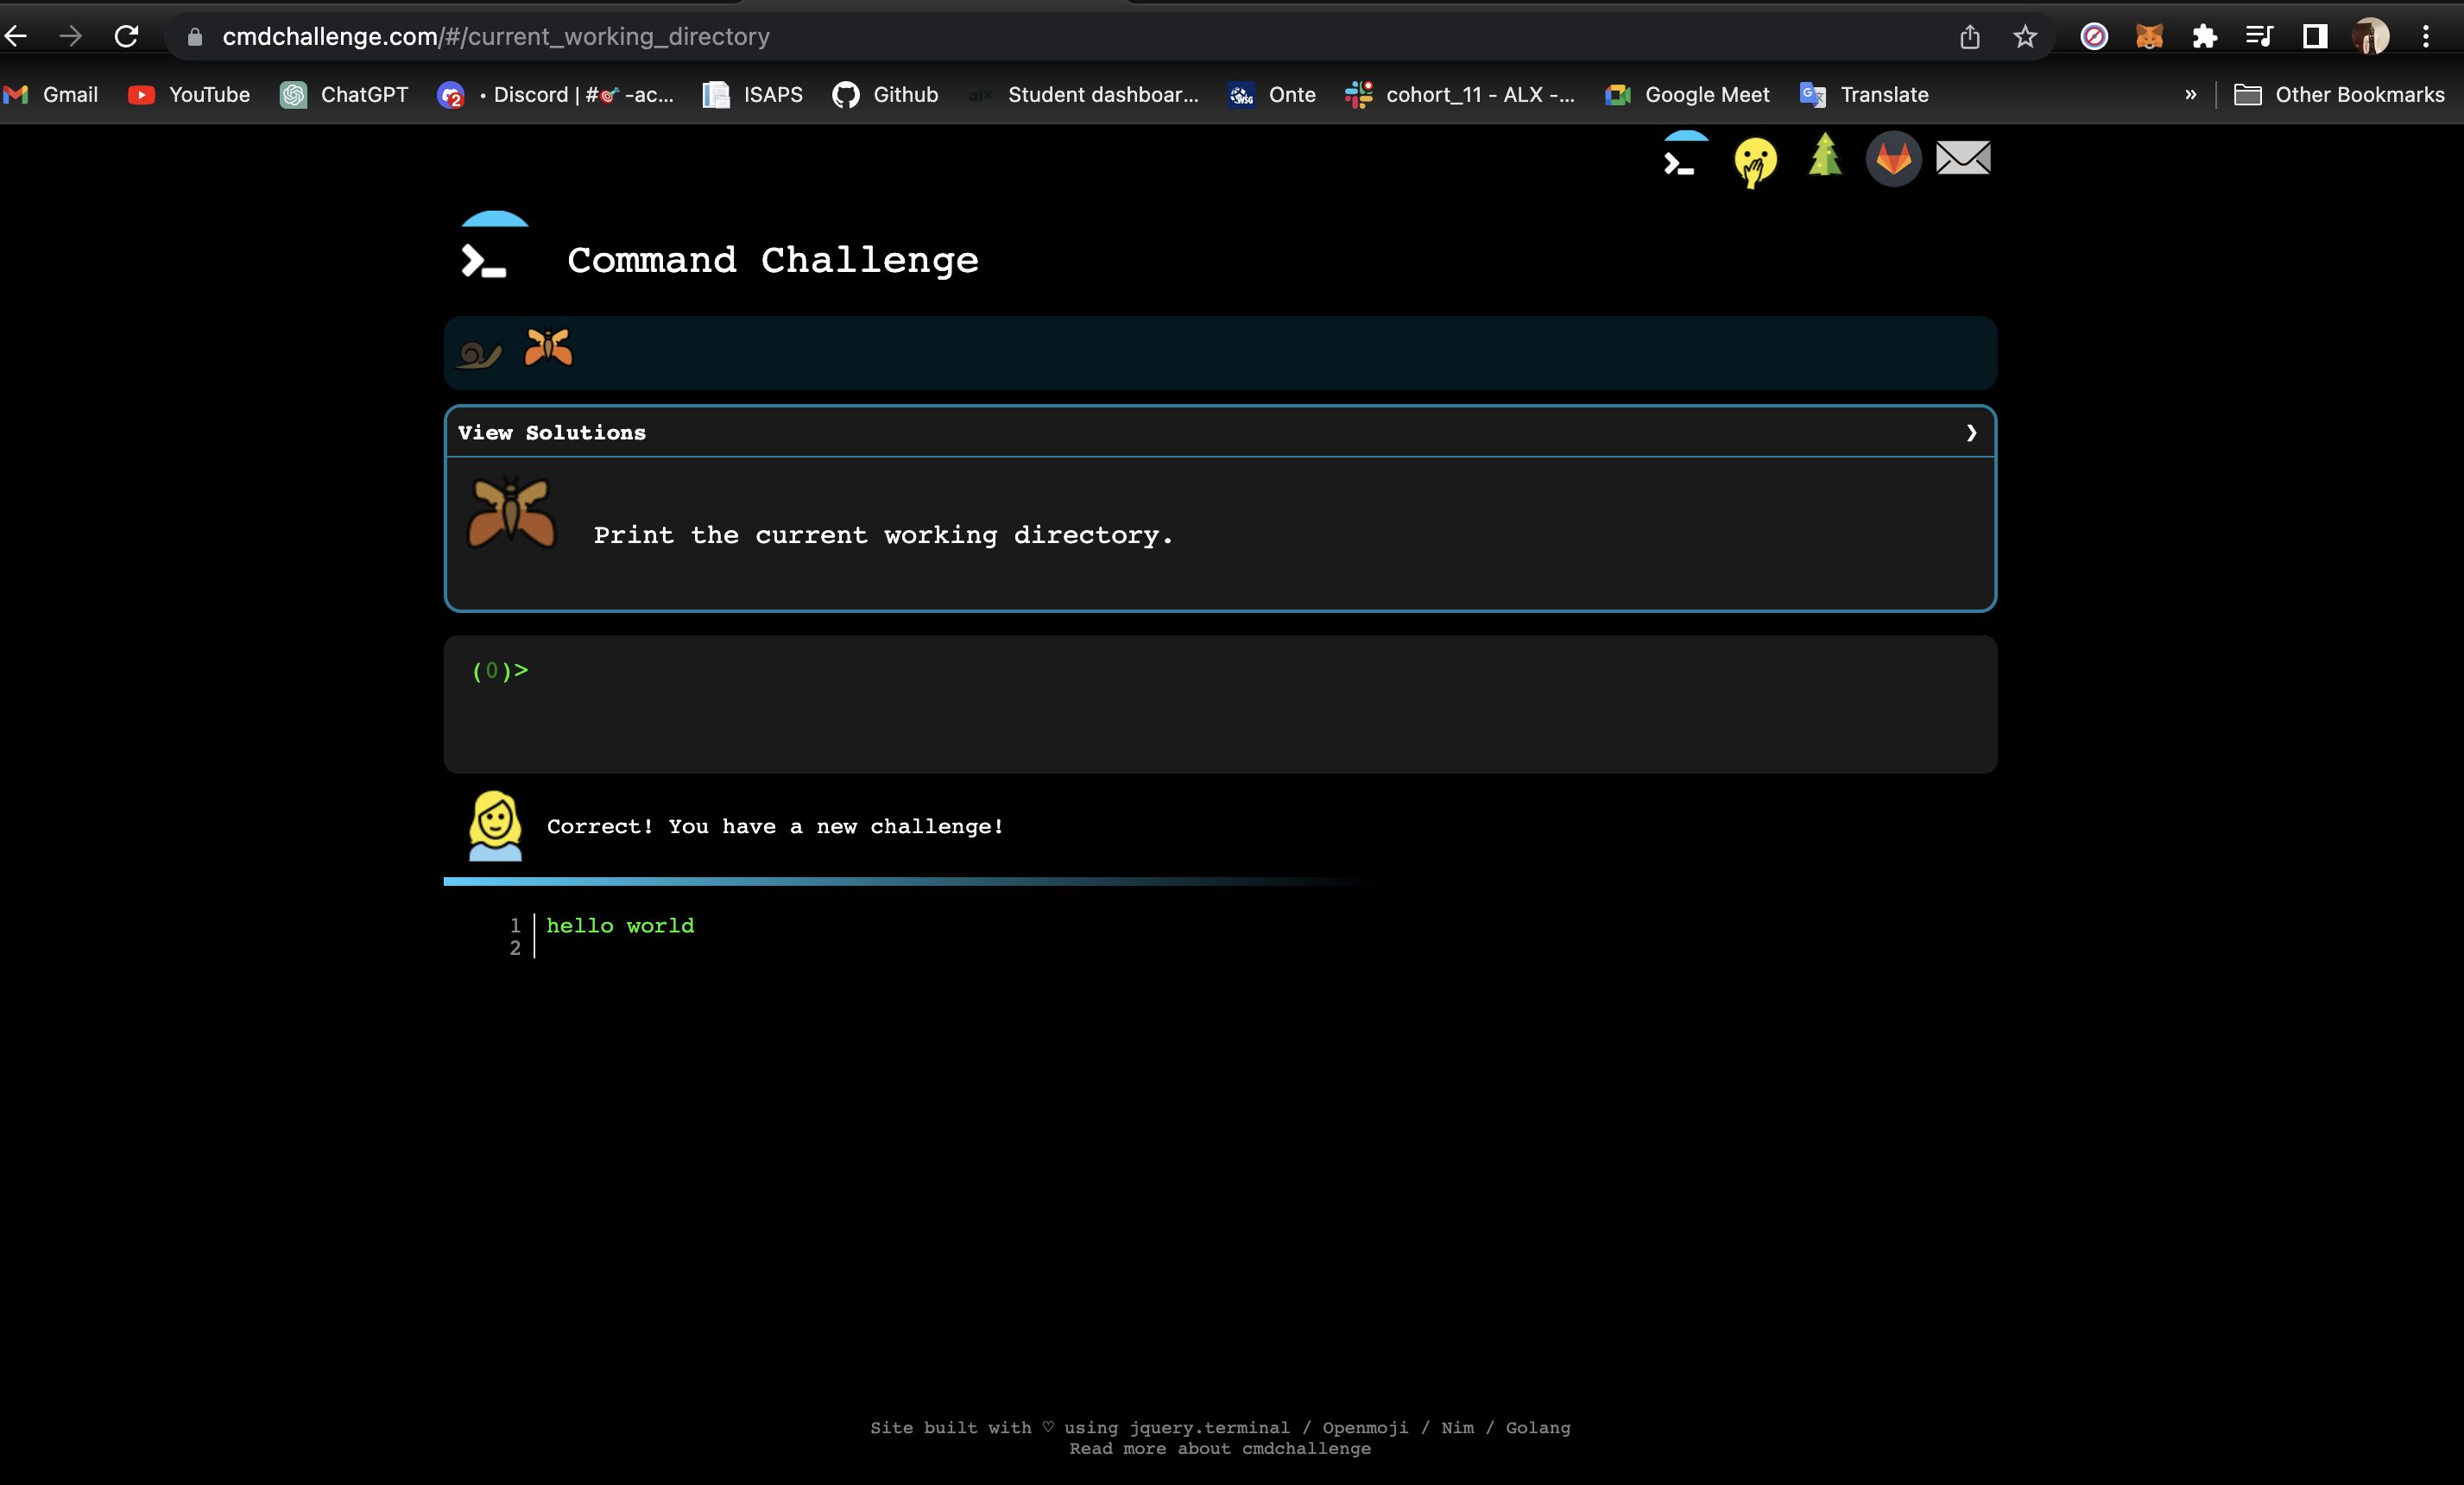 cmdchallenge.com/#/current_working_directory
Gmail YouTube ChatGPT 2 • Discord | #🎯-ac... ISAPS Github alx Student dashboar... Onte cohort_11 - ALX -... Google Meet Translate » Other Bookmarks
Command Challenge
View Solutions ❯
Print the current working directory.
(0)>
Correct! You have a new challenge!
1 hello world
2
Site built with ♡ using jquery.terminal / Openmoji / Nim / Golang
Read more about cmdchallenge